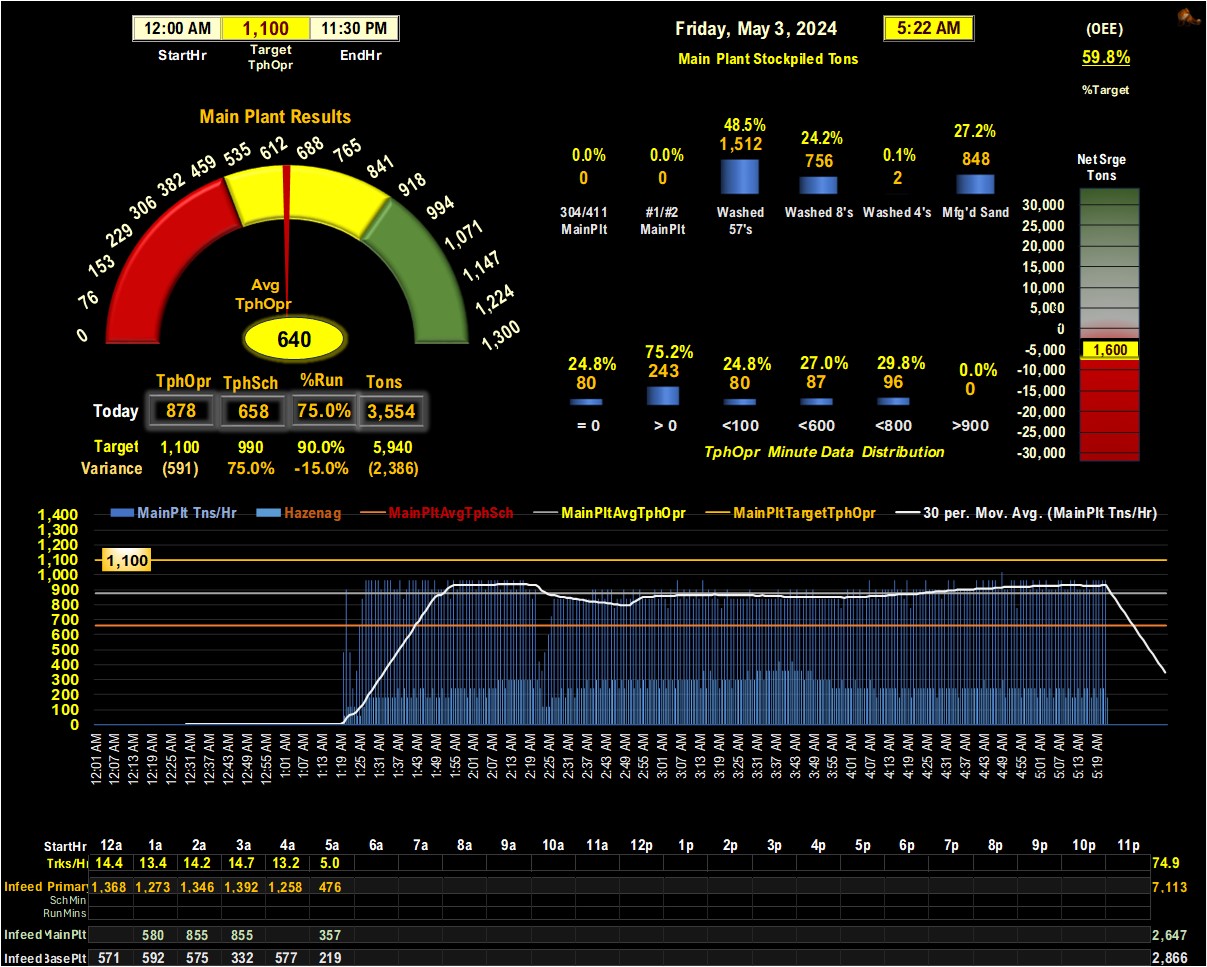 12:00 AM 1,100 11:30 PM
StartHr Target TphOpr EndHr
Friday, May 3, 2024 5:22 AM
Main Plant Stockpiled Tons
(OEE)
59.8%
%Target
Main Plant Results
0 76 153 229 306 382 459 535 612 688 765 841 918 994 1,071 1,147 1,224 1,300
Avg
TphOpr
640
TphOpr TphSch %Run Tons
Today 878 658 75.0% 3,554
Target 1,100 990 90.0% 5,940
Variance (591) 75.0% -15.0% (2,386)
0.0% 0.0% 48.5% 24.2% 0.1% 27.2%
0 0 1,512 756 2 848
304/411 #1/#2 Washed Washed 8's Washed 4's Mfg'd Sand
MainPlt MainPlt 57's
24.8% 75.2% 24.8% 27.0% 29.8% 0.0%
80 243 80 87 96 0
= 0 > 0 <100 <600 <800 >900
TphOpr Minute Data Distribution
Net Srge
Tons
30,000
25,000
20,000
15,000
10,000
5,000
0
-5,000
1,600
-10,000
-15,000
-20,000
-25,000
-30,000
MainPlt Tns/Hr Hazenag MainPltAvgTphSch MainPltAvgTphOpr MainPltTargetTphOpr 30 per. Mov. Avg. (MainPlt Tns/Hr)
1,400
1,300
1,200
1,100
1,100
1,000
900
800
700
600
500
400
300
200
100
0
12:01 AM 12:07 AM 12:13 AM 12:19 AM 12:25 AM 12:31 AM 12:37 AM 12:43 AM 12:49 AM 12:55 AM 1:01 AM 1:07 AM 1:13 AM 1:19 AM 1:25 AM 1:31 AM 1:37 AM 1:43 AM 1:49 AM 1:55 AM 2:01 AM 2:07 AM 2:13 AM 2:19 AM 2:25 AM 2:31 AM 2:37 AM 2:43 AM 2:49 AM 2:55 AM 3:01 AM 3:07 AM 3:13 AM 3:19 AM 3:25 AM 3:31 AM 3:37 AM 3:43 AM 3:49 AM 3:55 AM 4:01 AM 4:07 AM 4:13 AM 4:19 AM 4:25 AM 4:31 AM 4:37 AM 4:43 AM 4:49 AM 4:55 AM 5:01 AM 5:07 AM 5:13 AM 5:19 AM
StartHr 12a 1a 2a 3a 4a 5a 6a 7a 8a 9a 10a 11a 12p 1p 2p 3p 4p 5p 6p 7p 8p 9p 10p 11p
Trks/Hr 14.4 13.4 14.2 14.7 13.2 5.0 74.9
Infeed Primary 1,368 1,273 1,346 1,392 1,258 476 7,113
SchMin
RunMins
Infeed MainPlt 580 855 855 357 2,647
Infeed BasePlt 571 592 575 332 577 219 2,866